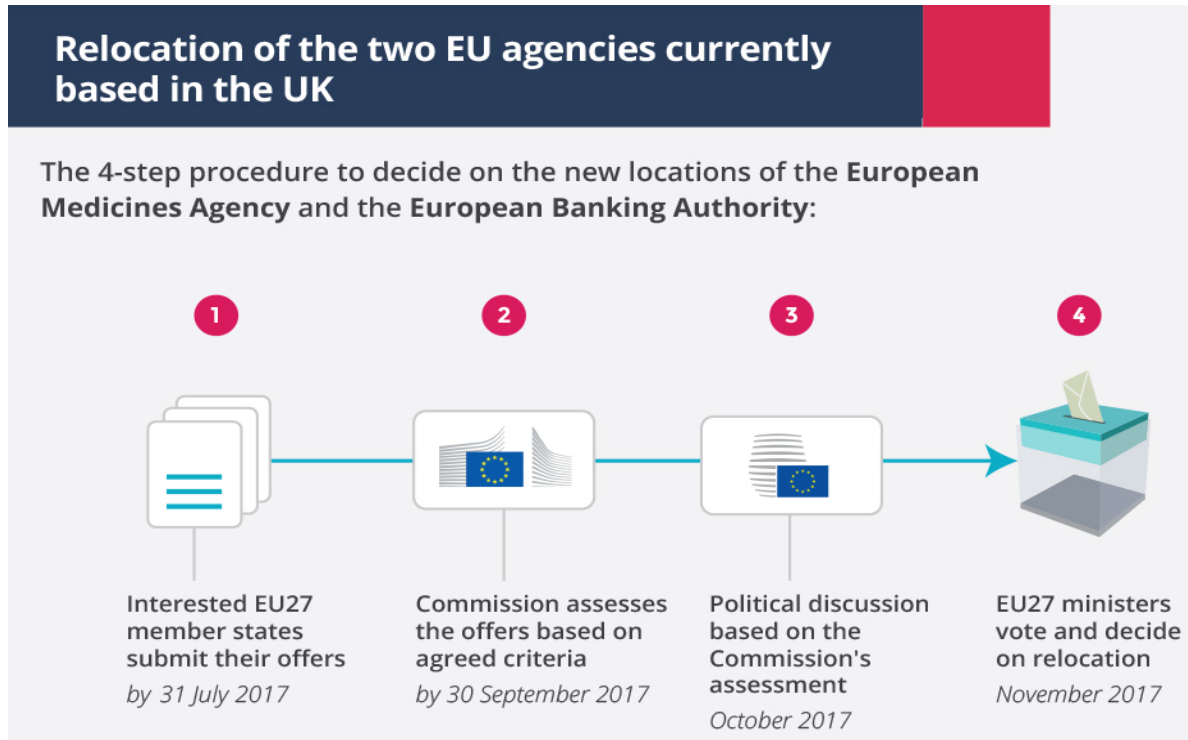 Relocation of the two EU agencies currently
based in the UK
The 4-step procedure to decide on the new locations of the European
Medicines Agency and the European Banking Authority:
1
2
3
4
Interested EU27
member states
submit their offers
by 31 July 2017
Commission assesses
the offers based on
agreed criteria
by 30 September 2017
Political discussion
based on the
Commission's
assessment
October 2017
EU27 ministers
vote and decide
on relocation
November 2017